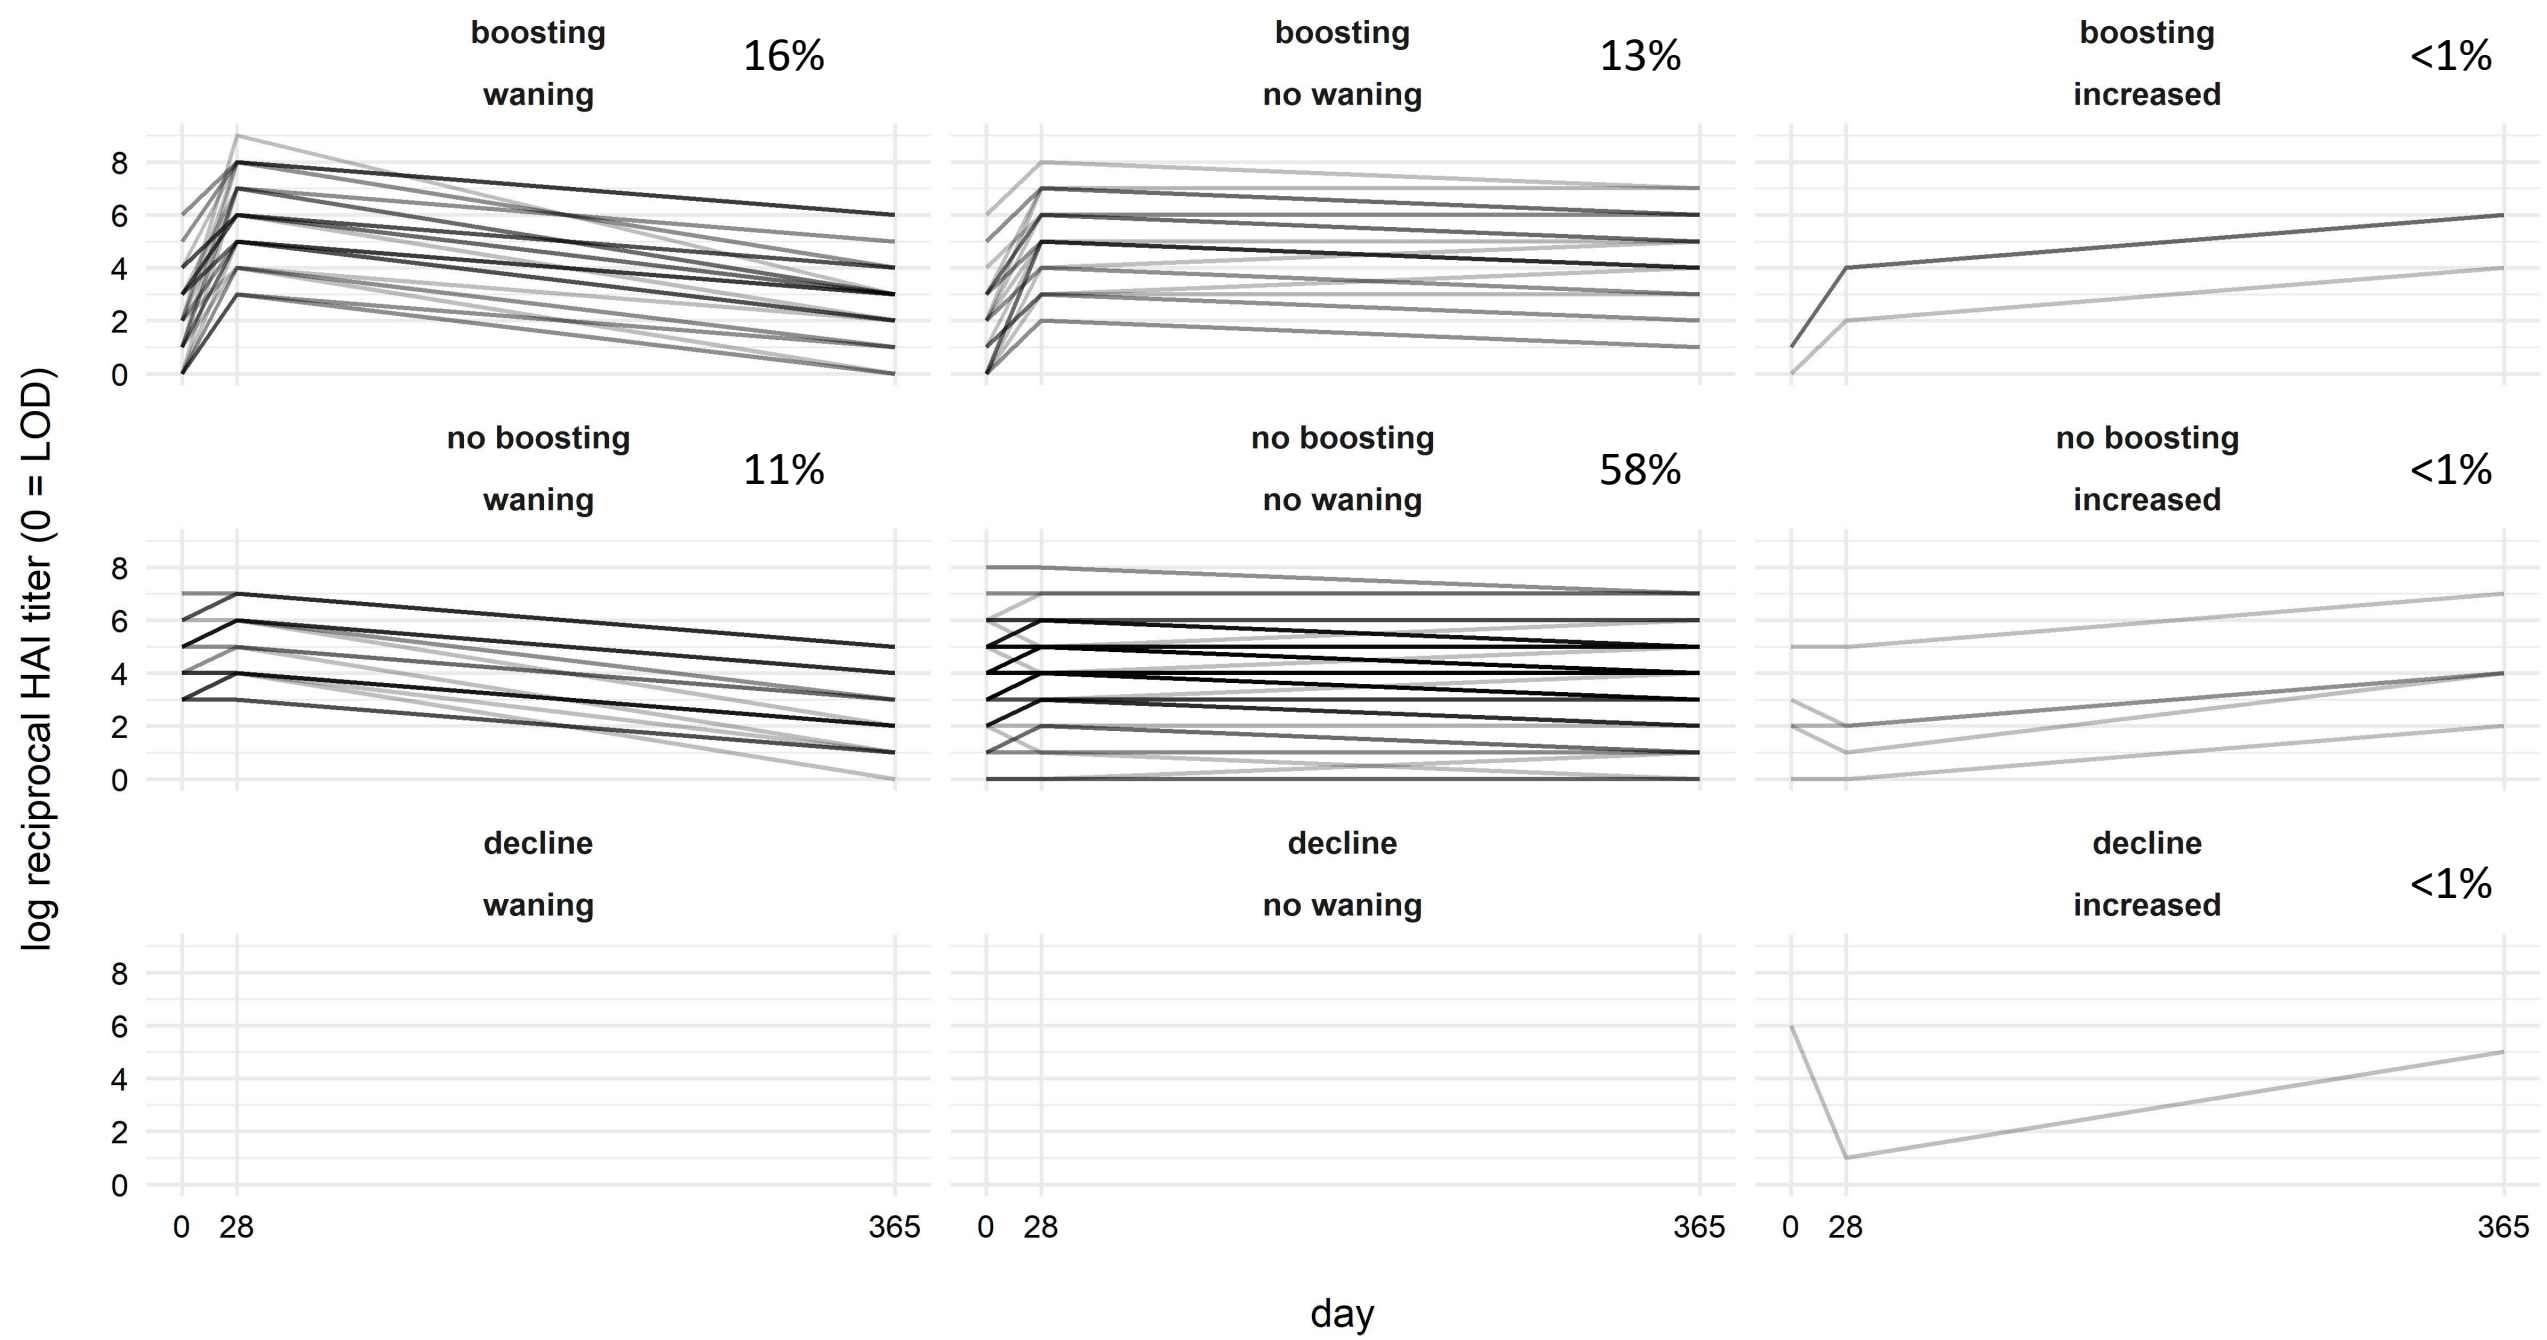 boosting
16%
waning
boosting
13%
no waning
boosting
<1%
increased
8
6
4
2
0
no boosting
11%
waning
no boosting
58%
no waning
no boosting
<1%
increased
8
6
4
2
0
decline
waning
decline
no waning
decline
<1%
increased
8
6
4
2
0
0 28 365
0 28 365
0 28 365
log reciprocal HAI titer (0 = LOD)
day